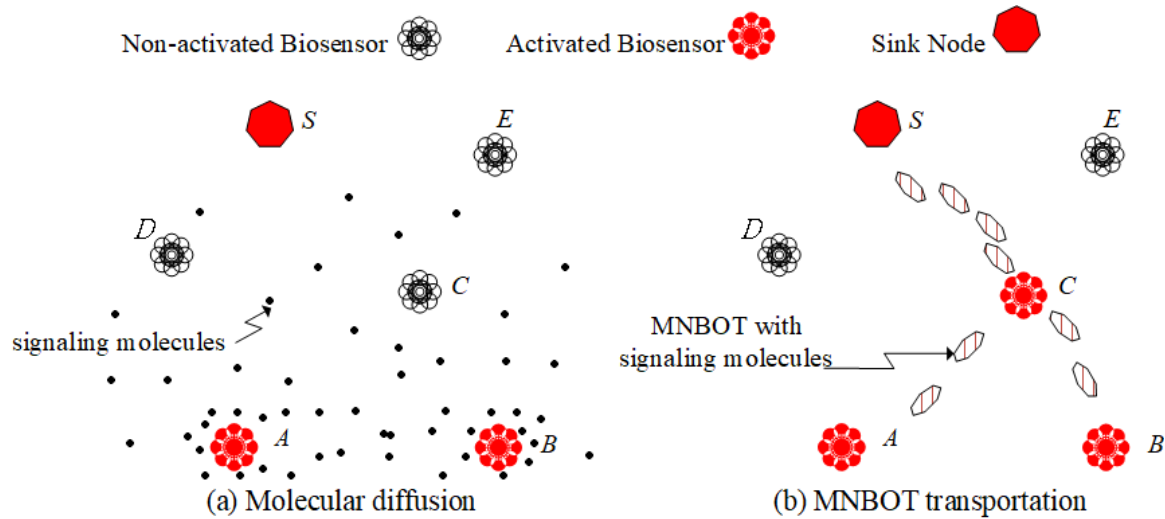 Non-activated Biosensor
Activated Biosensor
Sink Node
S
E
D
C
signaling molecules
A
B
(a) Molecular diffusion
S
E
D
C
MNBOT with
signaling molecules
A
B
(b) MNBOT transportation